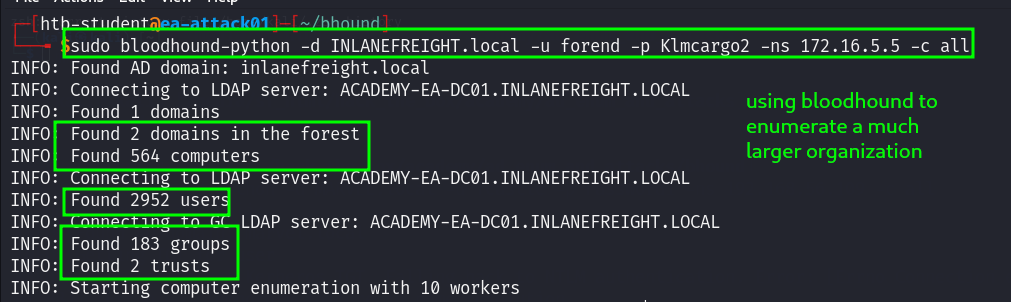 [htb-student@ea-attack01]-[~/bhound]
$sudo bloodhound-python -d INLANEFREIGHT.local -u forend -p Klmcargo2 -ns 172.16.5.5 -c all
INFO: Found AD domain: inlanefreight.local
INFO: Connecting to LDAP server: ACADEMY-EA-DC01.INLANEFREIGHT.LOCAL
INFO: Found 1 domains
INFO: Found 2 domains in the forest
INFO: Found 564 computers
INFO: Connecting to LDAP server: ACADEMY-EA-DC01.INLANEFREIGHT.LOCAL
INFO: Found 2952 users
INFO: Connecting to GC LDAP server: ACADEMY-EA-DC01.INLANEFREIGHT.LOCAL
INFO: Found 183 groups
INFO: Found 2 trusts
INFO: Starting computer enumeration with 10 workers
using bloodhound to
enumerate a much
larger organization